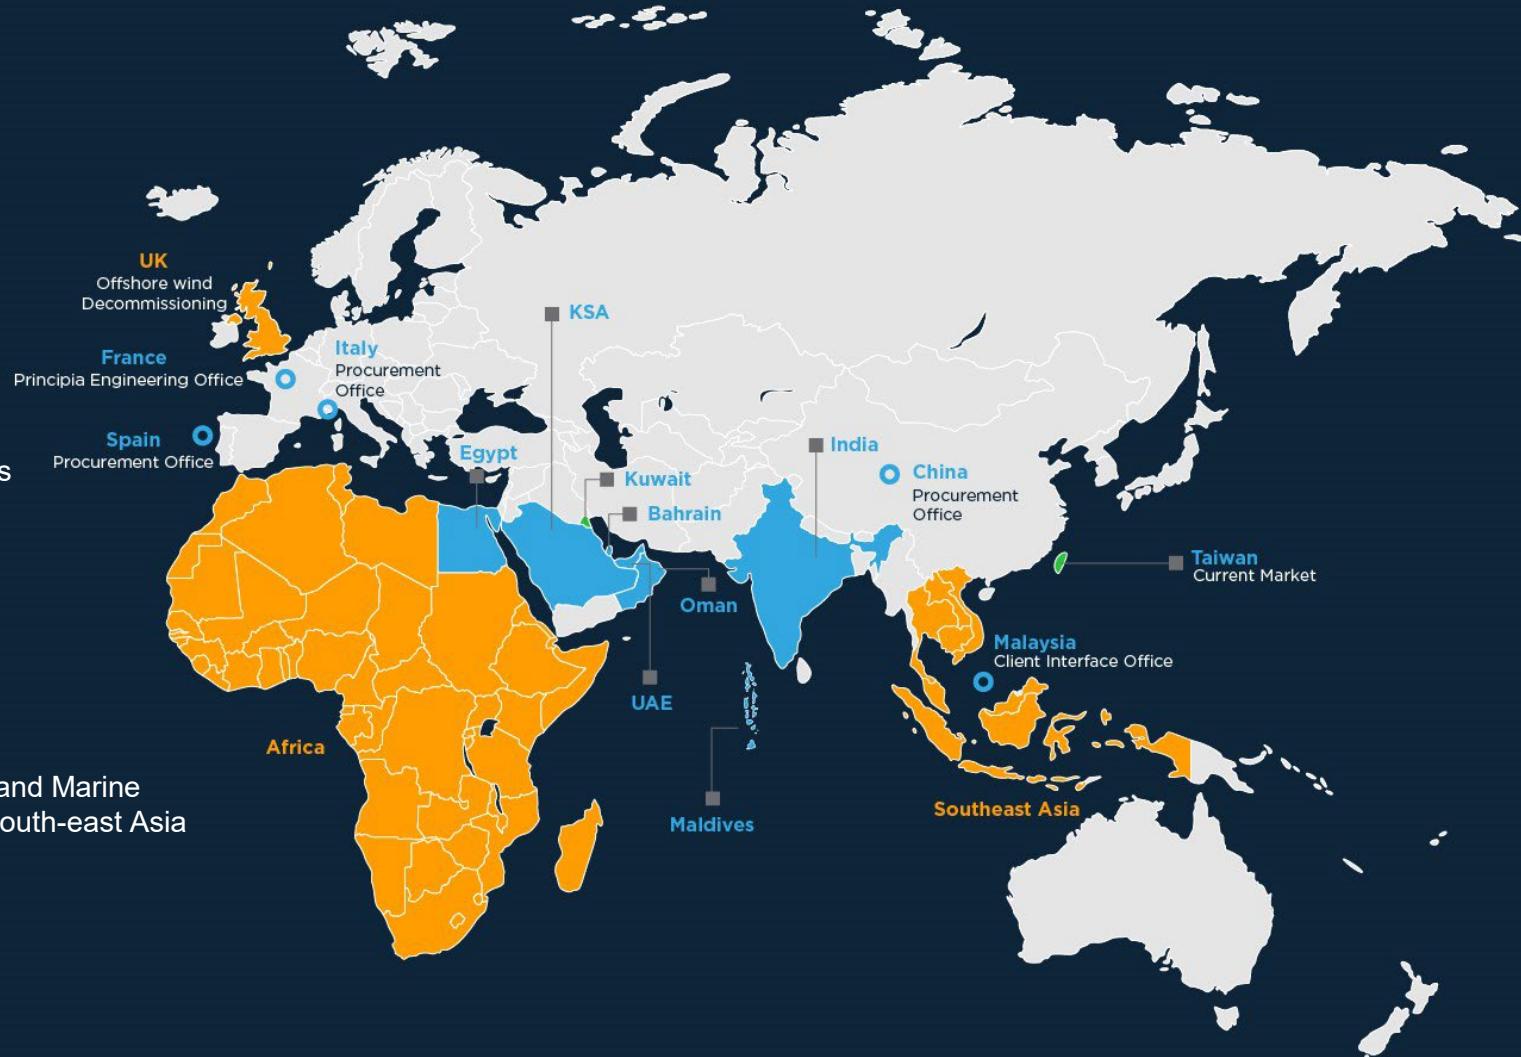 UK
Offshore wind
Decommissioning
France
Principia Engineering Office
Italy
Procurement
Office
Spain
Procurement Office
s
KSA
Egypt
Kuwait
Bahrain
India
China
Procurement
Office
Taiwan
Current Market
Oman
Malaysia
Client Interface Office
UAE
Africa
Maldives
Southeast Asia
and Marine
outh-east Asia